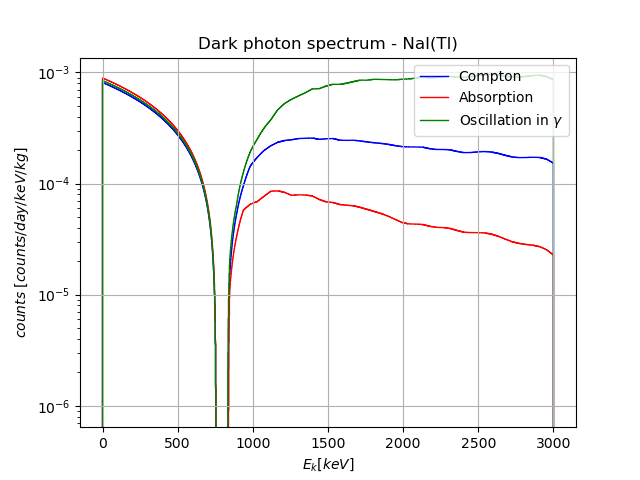 Dark photon spectrum - NaI(Tl)
counts [counts/day/keV/kg]
10⁻³
10⁻⁴
10⁻⁵
10⁻⁶
Compton
Absorption
Oscillation in γ
0 500 1000 1500 2000 2500 3000
E_k[keV]